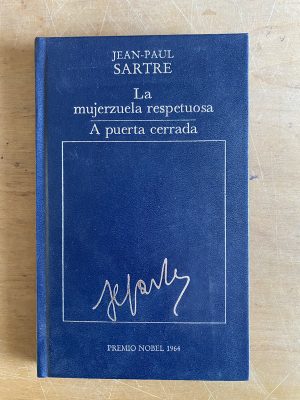 JEAN-PAUL
SARTRE
La
mujerzuela respetuosa
A puerta cerrada
PREMIO NOBEL 1964